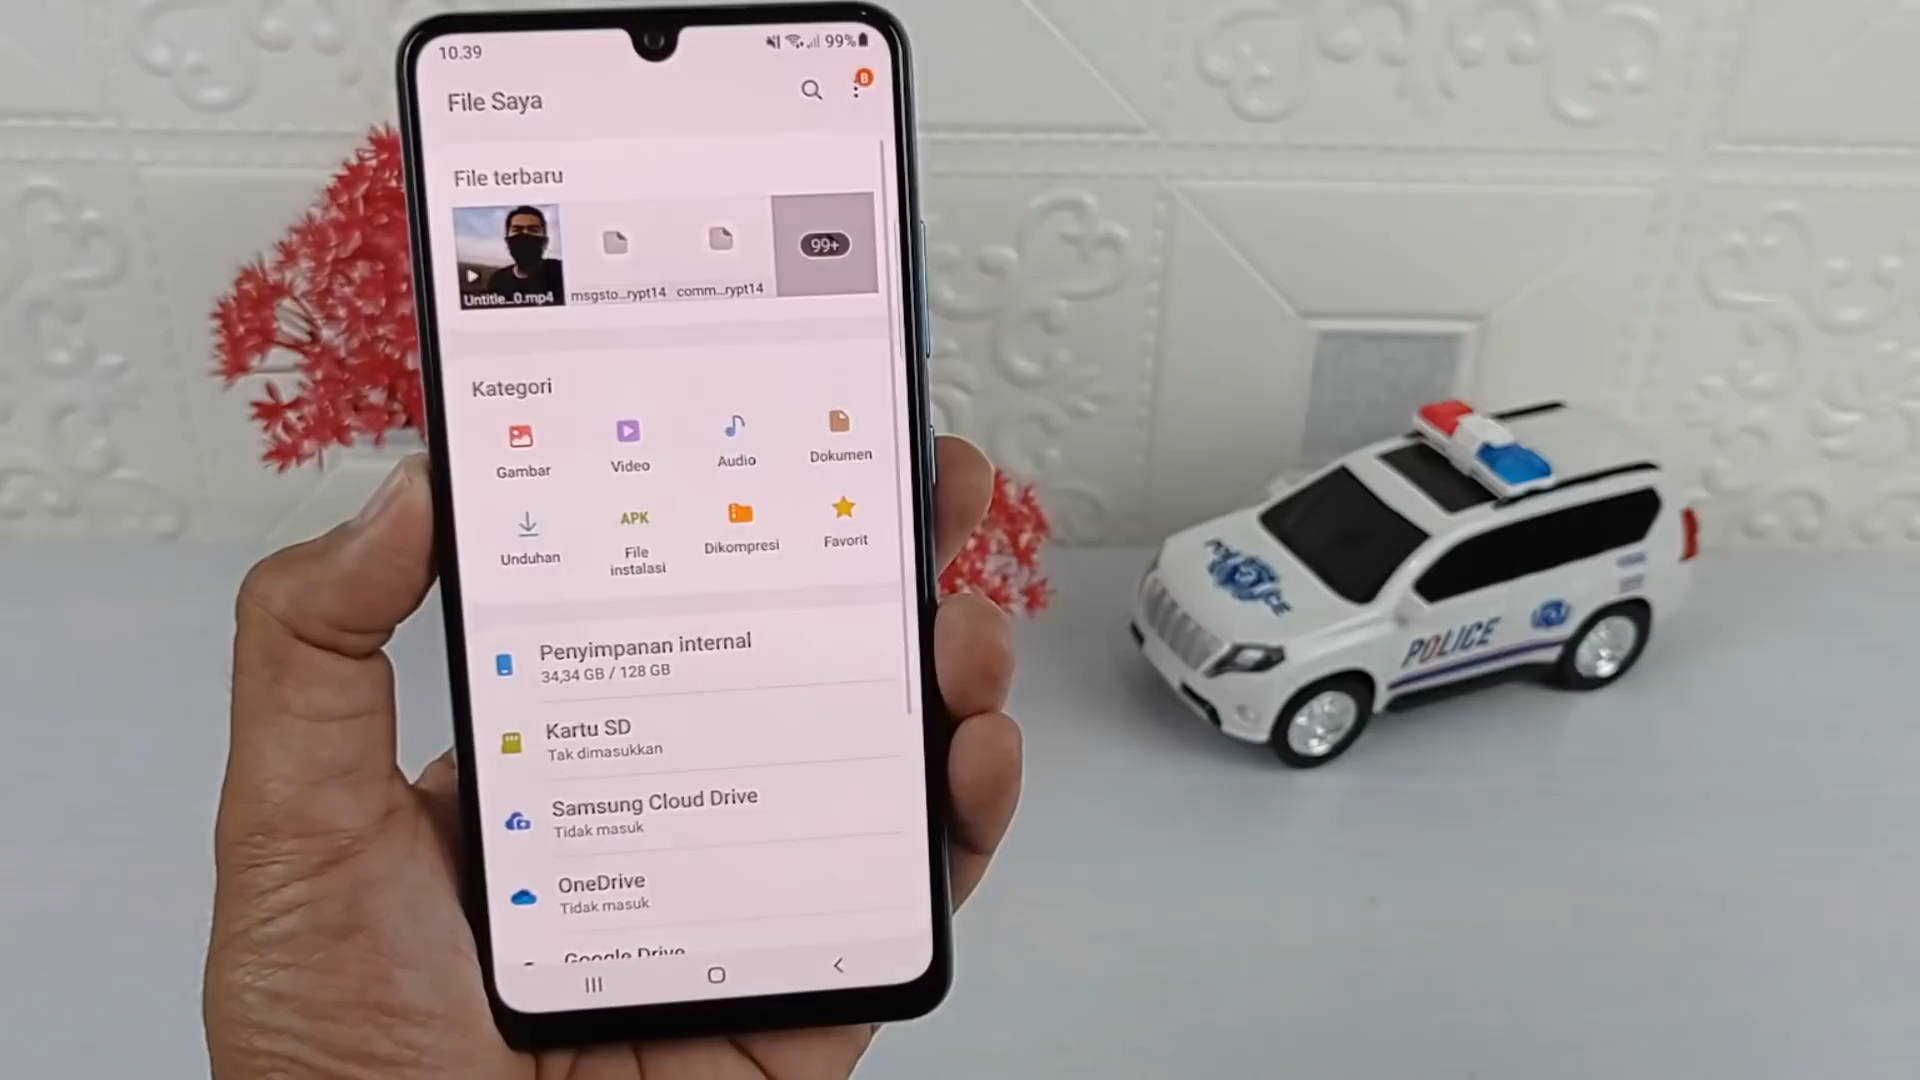 10.39
99%
File Saya
File terbaru
99+
Untitle...0.mp4
msgsto...rypt14
comm...rypt14
Kategori
Gambar
Video
Audio
Dokumen
Unduhan
APK
File
instalasi
Dikompresi
Favorit
Penyimpanan internal
34,34 GB / 128 GB
Kartu SD
Tak dimasukkan
Samsung Cloud Drive
Tidak masuk
OneDrive
Tidak masuk
Google Drive
POLICE
POLICE